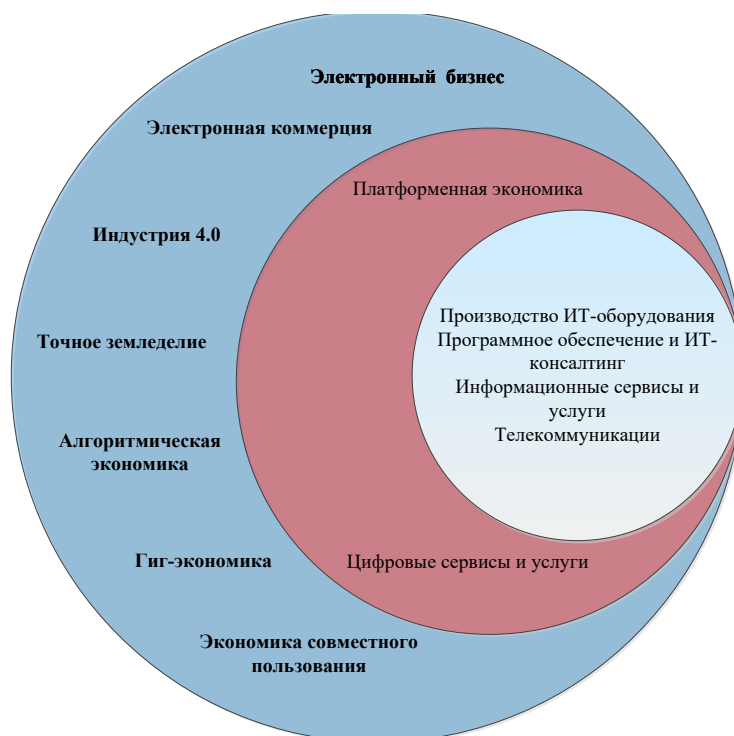 Электронный бизнес
Электронная коммерция
Платформенная экономика
Индустрия 4.0
Производство ИТ-оборудования
Программное обеспечение и ИТ-
консалтинг
Информационные сервисы и
услуги
Телекоммуникации
Точное земледелие
Алгоритмическая
экономика
Гиг-экономика
Цифровые сервисы и услуги
Экономика совместного
пользования